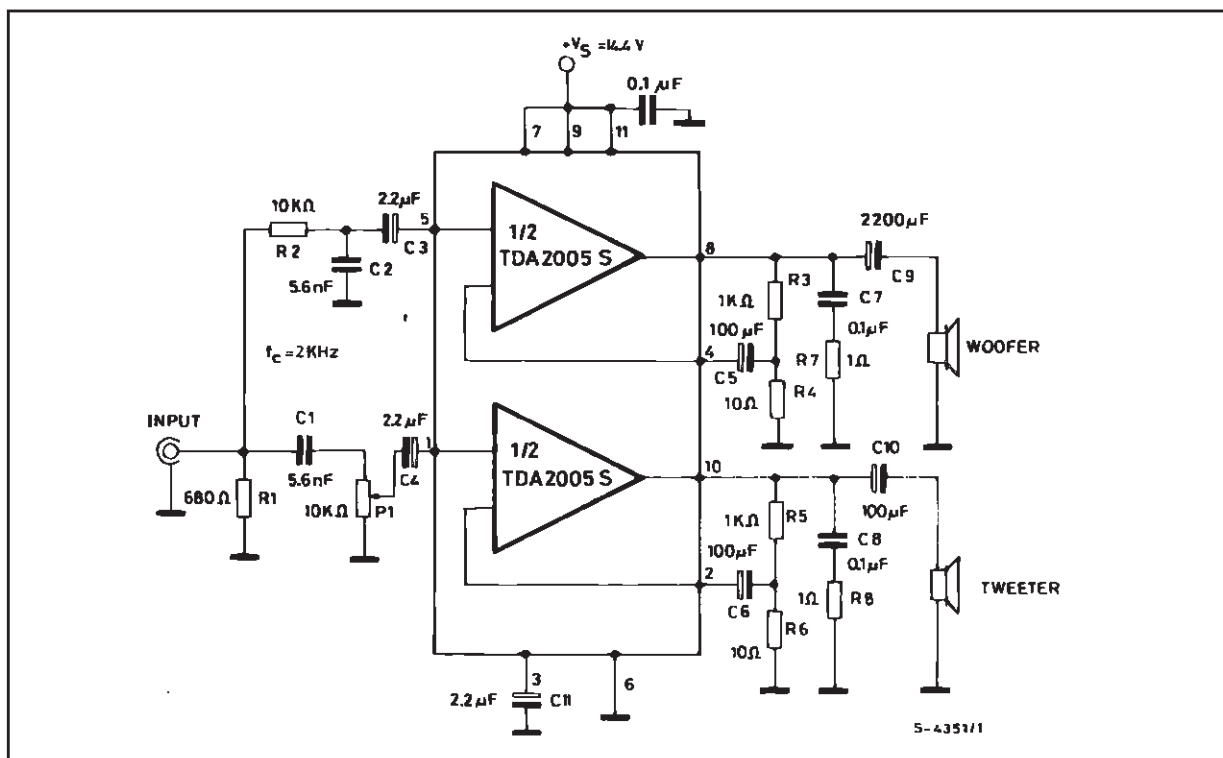 +VS =14.4 V
0.1 µF
7
9
11
2.2µF
10KΩ
5
R2
C3
C2
5.6nF
1/2
TDA2005 S
8
2200µF
C9
R3
1KΩ
C7
100µF
0.1µF
4
C5
R7
1Ω
R4
10Ω
WOOFER
fc =2KHz
INPUT
C1
2.2µF
1
5.6nF
C4
680Ω
R1
10KΩ
P1
1/2
TDA2005 S
10
C10
100µF
1KΩ
R5
C8
100µF
0.1µF
2
C6
1Ω
R8
R6
10Ω
TWEETER
3
6
2.2µF
C11
S-4351/1